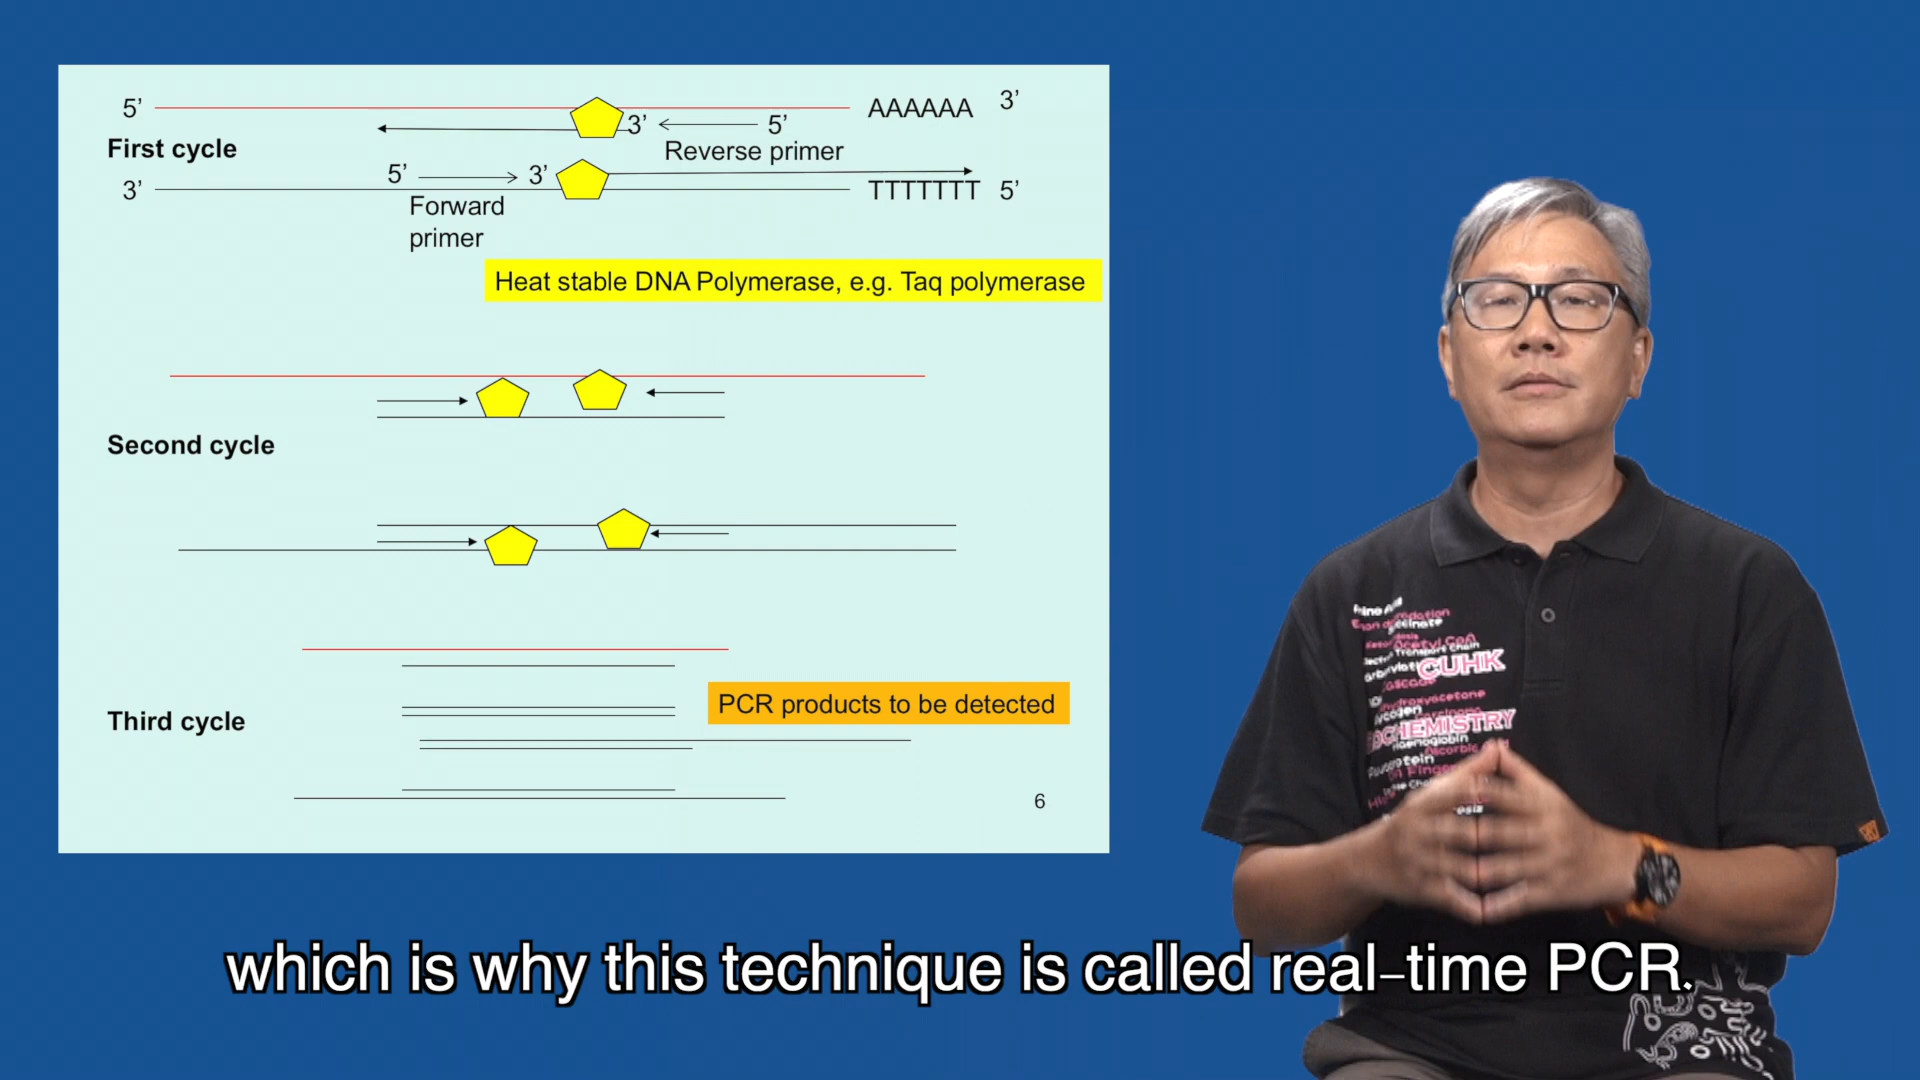 5’ AAAAAA 3’
3’ 5’
First cycle
Reverse primer
5’ 3’
3’ TTTTTTT 5’
Forward
primer
Heat stable DNA Polymerase, e.g. Taq polymerase
Second cycle
PCR products to be detected
Third cycle
6
CUHK
Haemoglobin
which is why this technique is called real-time PCR.